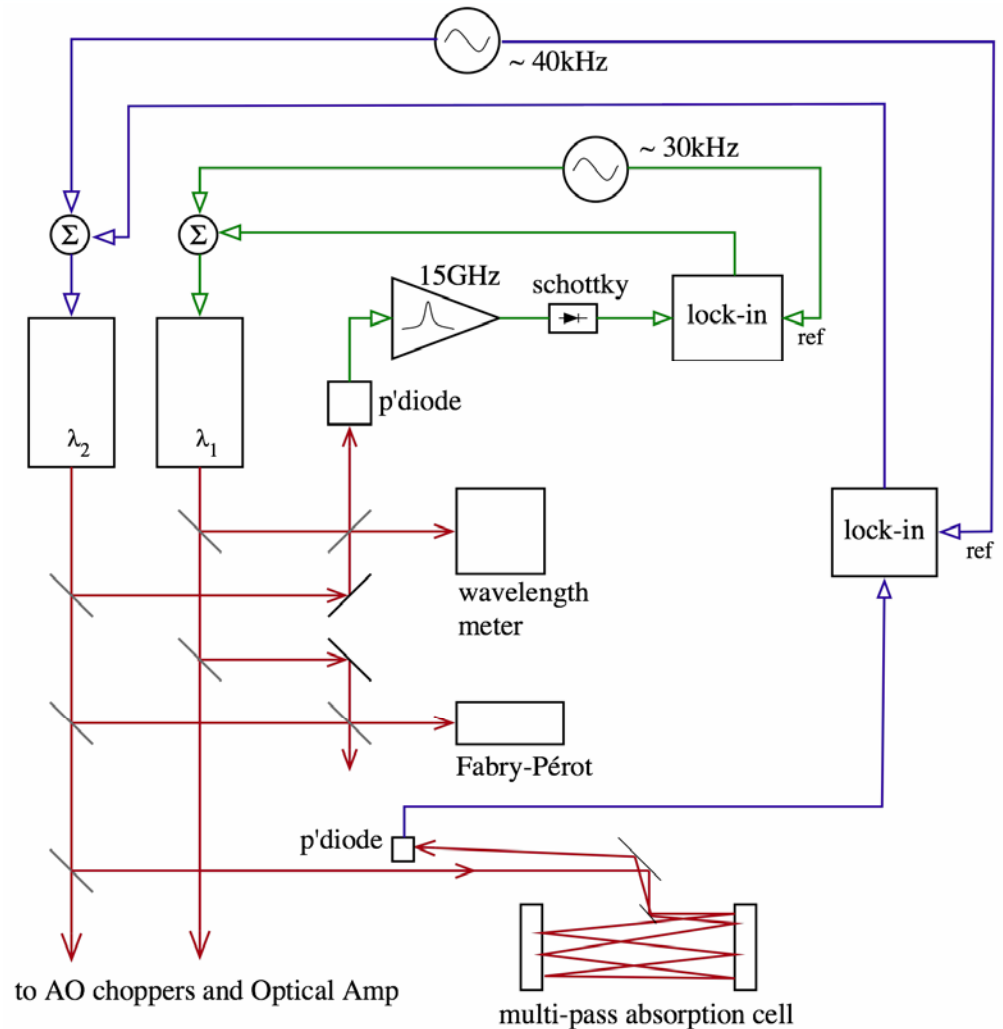 ~ 40kHz
~ 30kHz
Σ
Σ
15GHz
schottky
lock-in
ref
p'diode
λ2
λ1
lock-in
ref
wavelength
meter
Fabry-Pérot
p'diode
to AO choppers and Optical Amp
multi-pass absorption cell